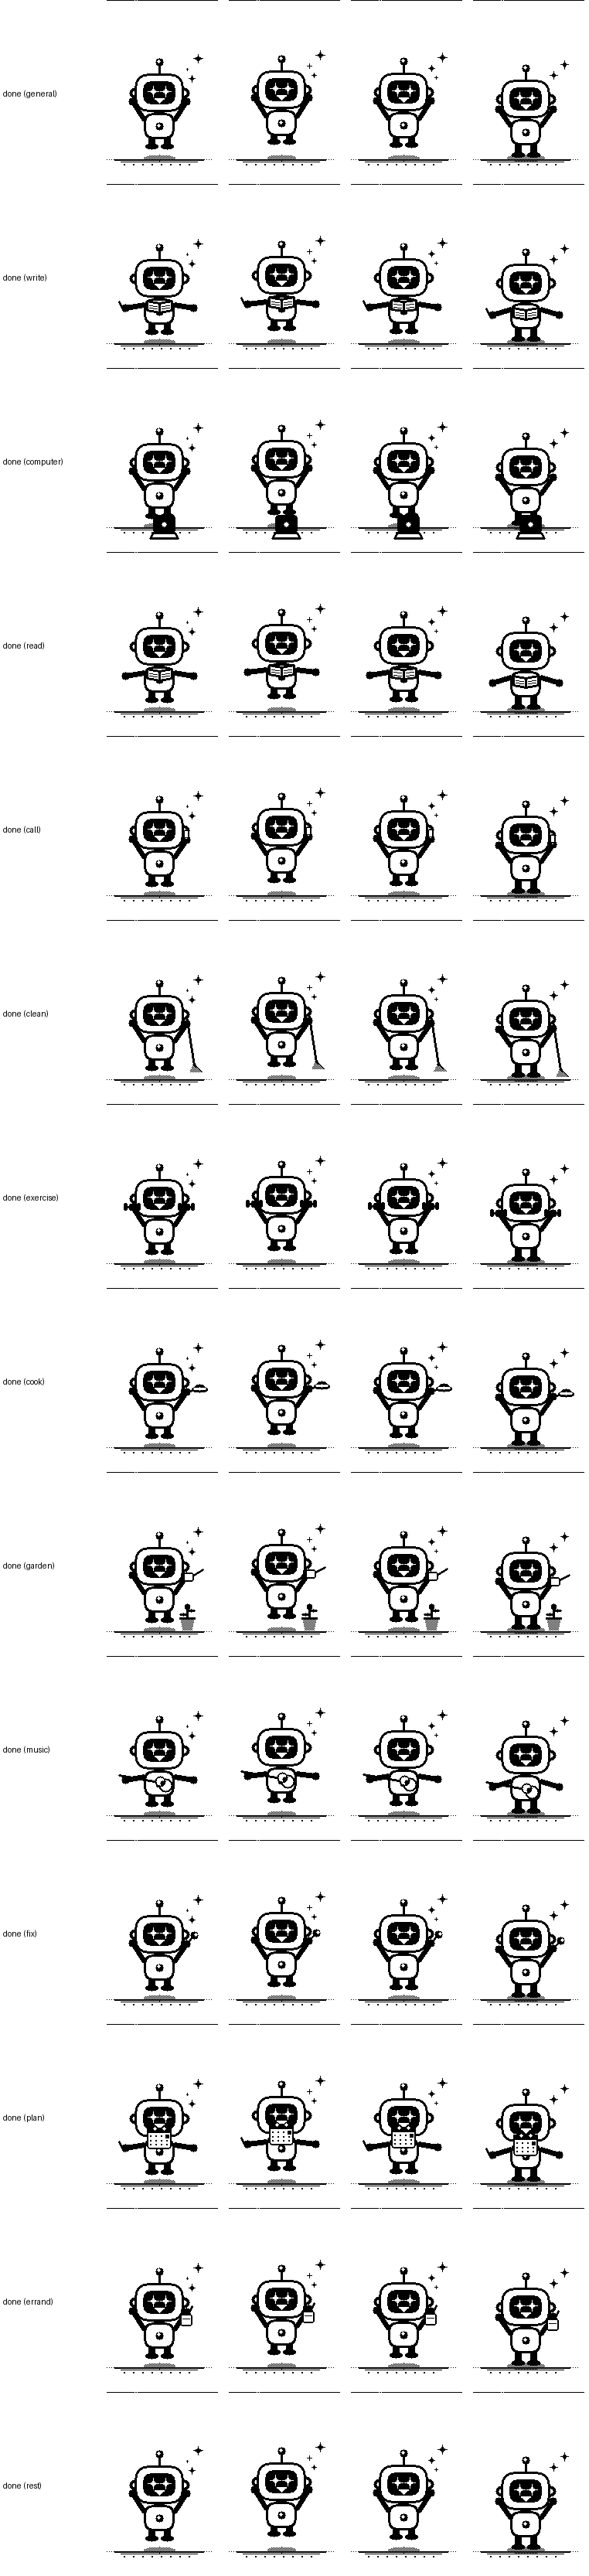 done (general)
done (write)
done (computer)
done (read)
done (call)
done (clean)
done (exercise)
done (cook)
done (garden)
done (music)
done (fix)
done (plan)
done (errand)
done (rest)